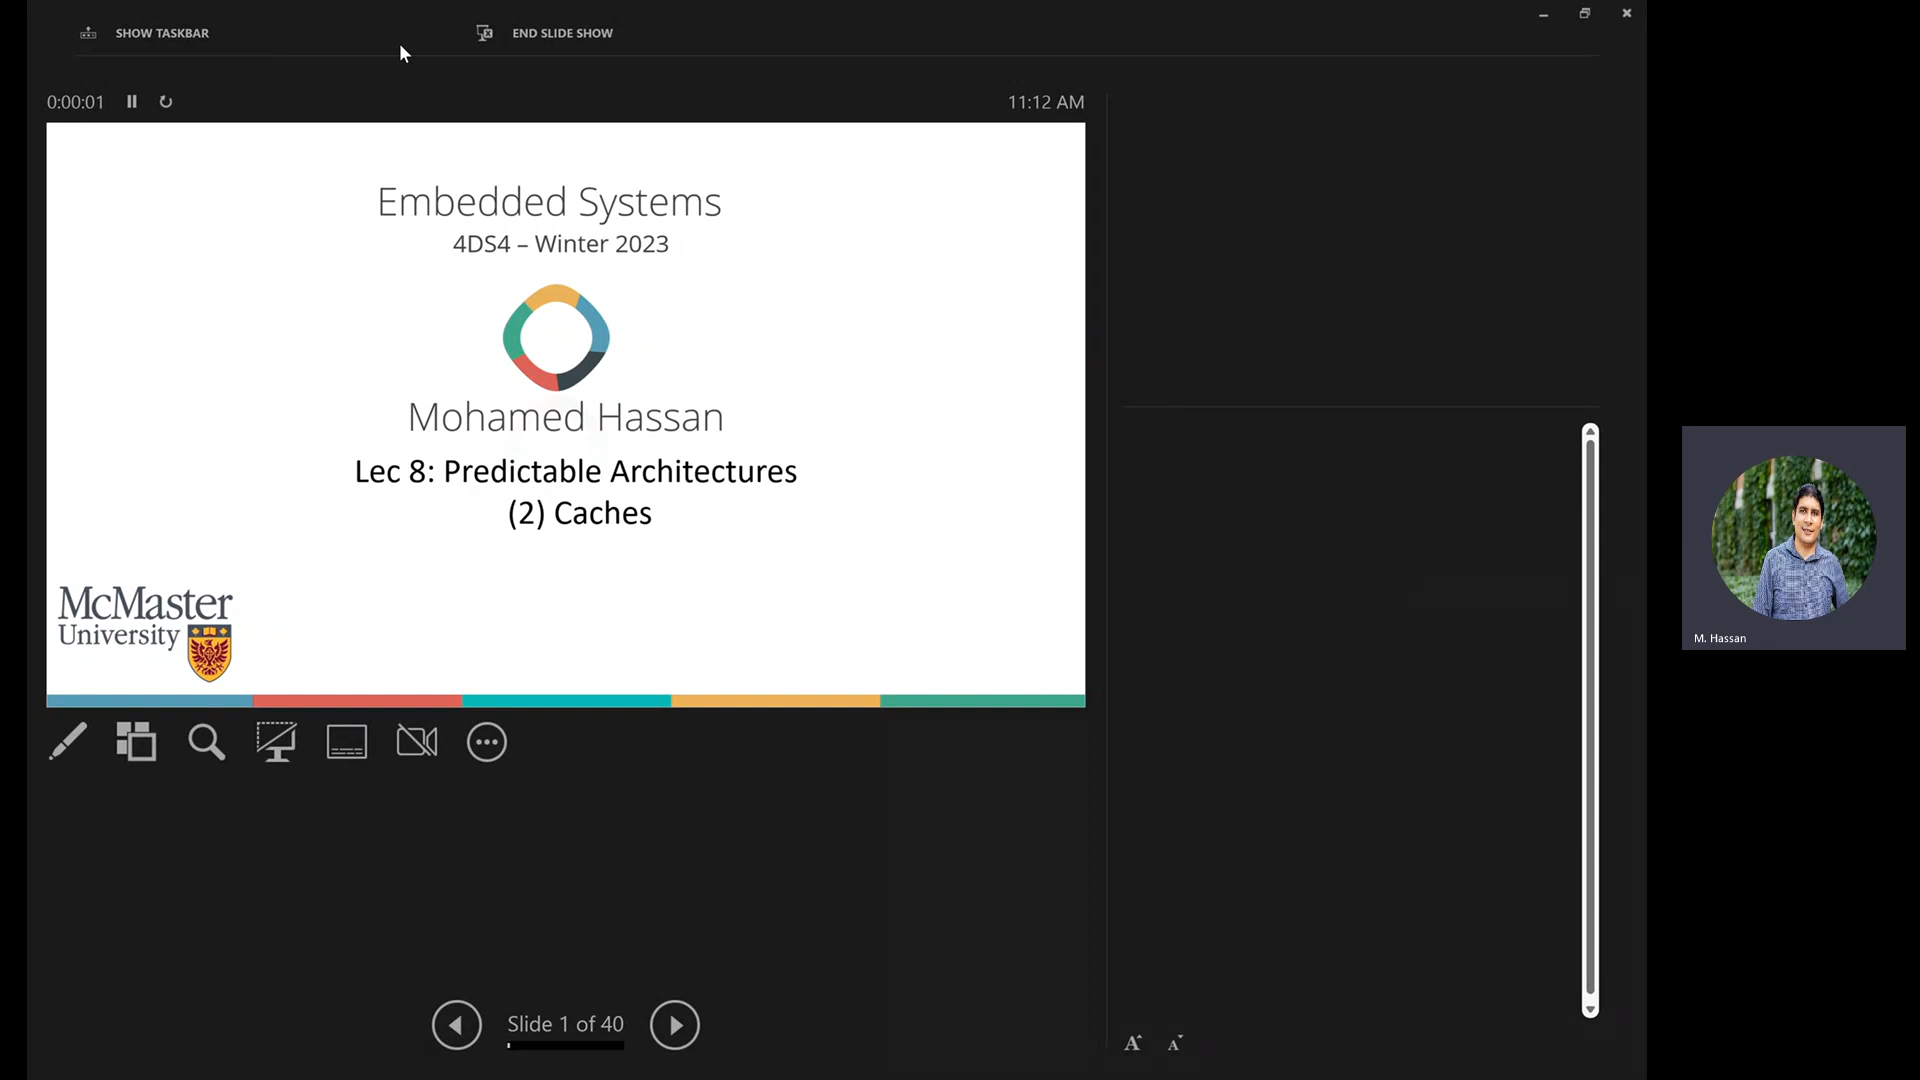 SHOW TASKBAR
END SLIDE SHOW
0:00:01
11:12 AM
Embedded Systems
4DS4 – Winter 2023
Mohamed Hassan
Lec 8: Predictable Architectures
(2) Caches
McMaster
University
M. Hassan
Slide 1 of 40
A A